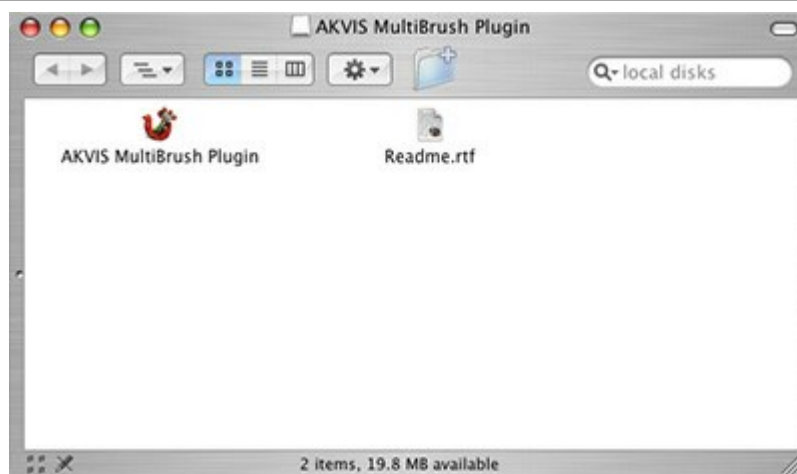 AKVIS MultiBrush Plugin
local disks
AKVIS MultiBrush Plugin
Readme.rtf
2 items, 19.8 MB available